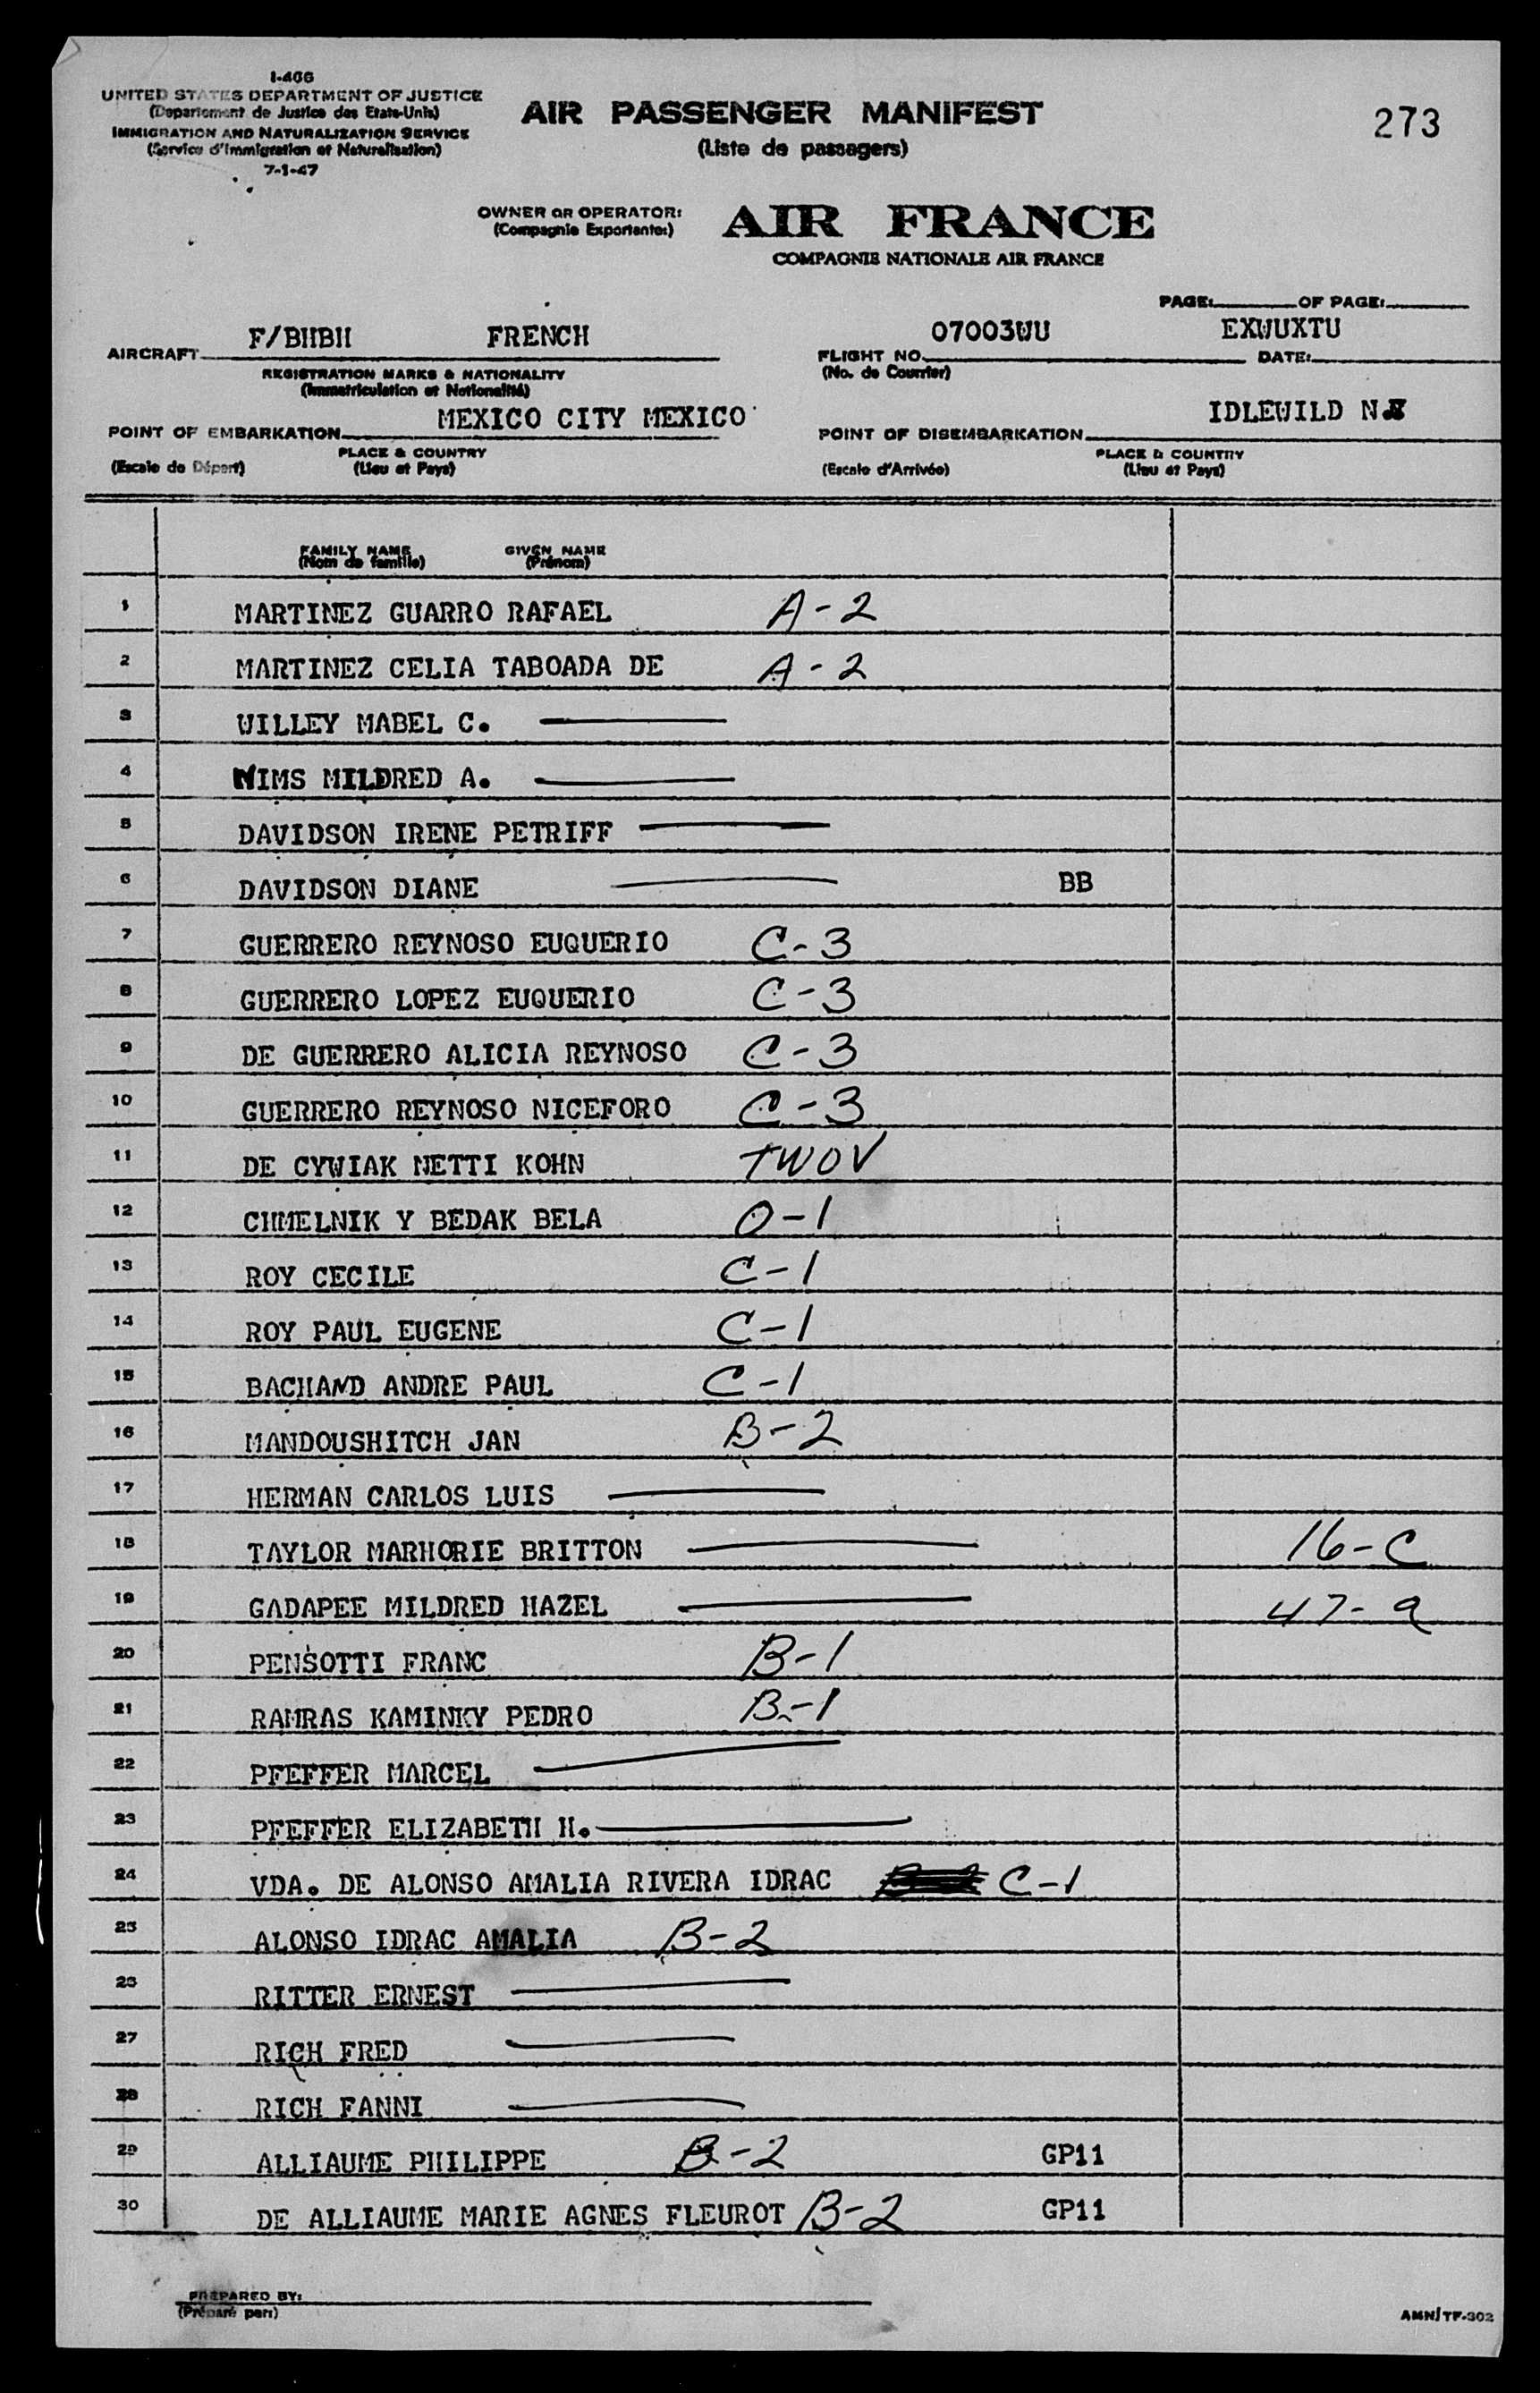 I-466
UNITED STATES DEPARTMENT OF JUSTICE
(Departement de Justice des Etats-Unis)
IMMIGRATION AND NATURALIZATION SERVICE
(Service d'Immigration et Naturalisation)
7-1-47
AIR PASSENGER MANIFEST
(Liste de passagers)
273
OWNER OR OPERATOR:
(Compagnie Exportante:)
AIR FRANCE
COMPAGNIE NATIONALE AIR FRANCE
PAGE: OF PAGE:
AIRCRAFT F/BHBH FRENCH
REGISTRATION MARKS & NATIONALITY
(Immatriculation et Nationalité)
FLIGHT NO. 07003WU
(No. de Courrier)
DATE: EXWUXTU
POINT OF EMBARKATION MEXICO CITY MEXICO
PLACE & COUNTRY
(Escale de Départ) (Lieu et Pays)
POINT OF DISEMBARKATION IDLEWILD N.
PLACE & COUNTRY
(Escale d'Arrivée) (Lieu et Pays)
FAMILY NAME GIVEN NAME
(Nom de famille) (Prénom)
1 MARTINEZ GUARRO RAFAEL A-2
2 MARTINEZ CELIA TABOADA DE A-2
3 WILLEY MABEL C.
4 NIMS MILDRED A.
5 DAVIDSON IRENE PETRIFF
6 DAVIDSON DIANE BB
7 GUERRERO REYNOSO EUQUERIO C-3
8 GUERRERO LOPEZ EUQUERIO C-3
9 DE GUERRERO ALICIA REYNOSO C-3
10 GUERRERO REYNOSO NICEFORO C-3
11 DE CYWIAK NETTI KOHN TWOV
12 CHMELNIK Y BEDAK BELA O-1
13 ROY CECILE C-1
14 ROY PAUL EUGENE C-1
15 BACHAND ANDRE PAUL C-1
16 MANDOUSHITCH JAN B-2
17 HERMAN CARLOS LUIS
18 TAYLOR MARHORIE BRITTON 16-C
19 GADAPEE MILDRED HAZEL 47-a
20 PENSOTTI FRANC B-1
21 RAMRAS KAMINKY PEDRO B-1
22 PFEFFER MARCEL
23 PFEFFER ELIZABETH H.
24 VDA. DE ALONSO AMALIA RIVERA IDRAC C-1
25 ALONSO IDRAC AMALIA B-2
26 RITTER ERNEST
27 RICH FRED
28 RICH FANNI
29 ALLIAUME PHILIPPE B-2 GP11
30 DE ALLIAUME MARIE AGNES FLEUROT B-2 GP11
PREPARED BY:
(Préparé par:)
AMN/TF-302